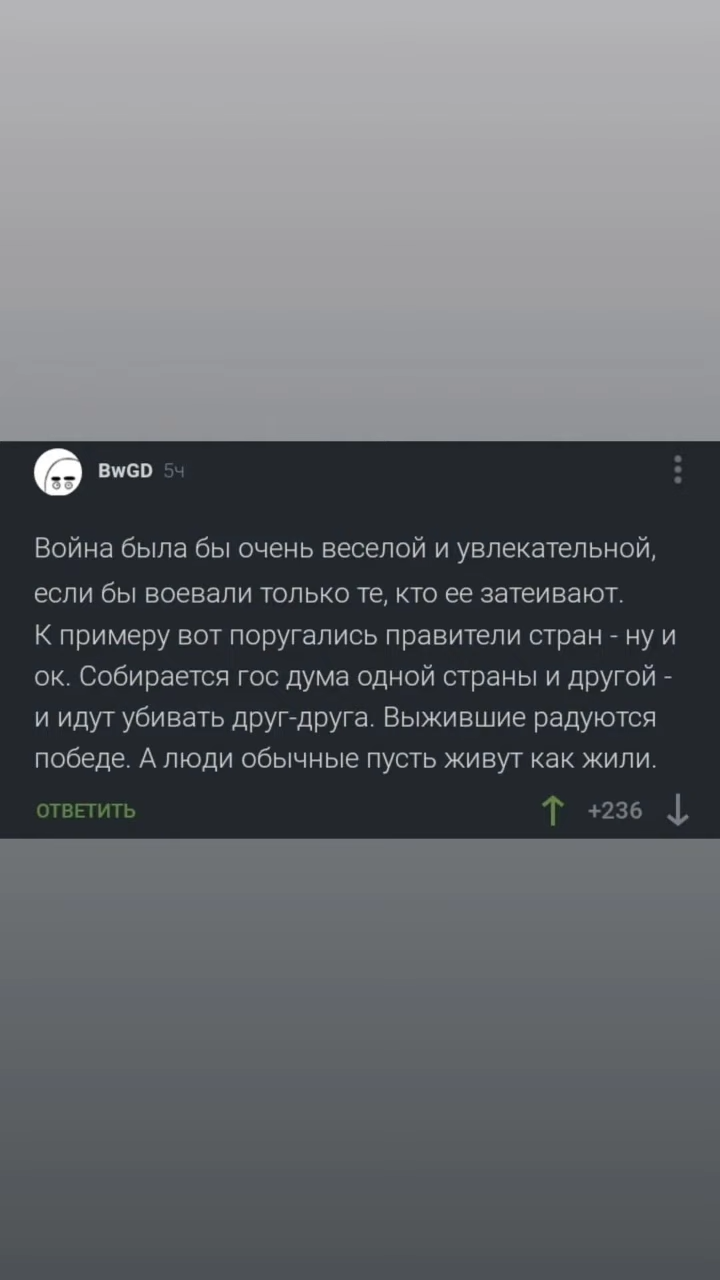 BwGD 5ч
Война была бы очень веселой и увлекательной,
если бы воевали только те, кто ее затеивают.
К примеру вот поругались правители стран - ну и
ок. Собирается гос дума одной страны и другой -
и идут убивать друг-друга. Выжившие радуются
победе. А люди обычные пусть живут как жили.
ОТВЕТИТЬ +236